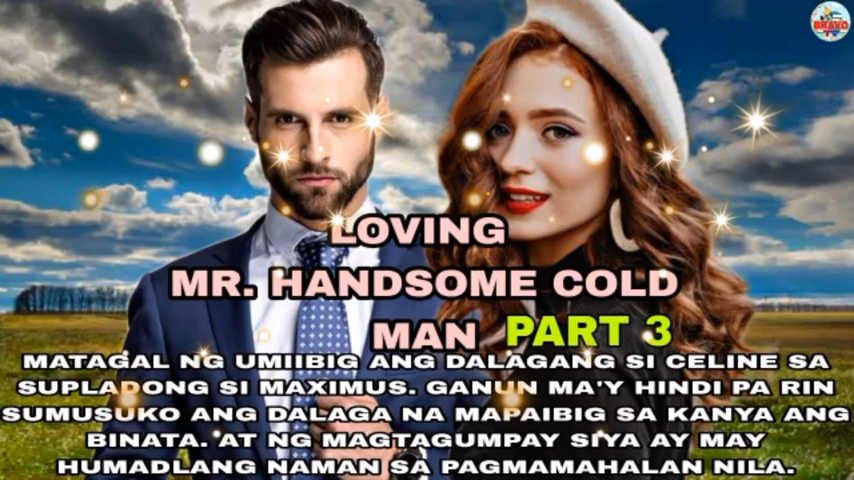 BRAVO
LOVING
MR. HANDSOME COLD
MAN PART 3
MATAGAL NG UMIIBIG ANG DALAGANG SI CELINE SA
SUPLADONG SI MAXIMUS. GANUN MA'Y HINDI PA RIN
SUMUSUKO ANG DALAGA NA MAPAIBIG SA KANYA ANG
BINATA. AT NG MAGTAGUMPAY SIYA AY MAY
HUMADLANG NAMAN SA PAGMAMAHALAN NILA.